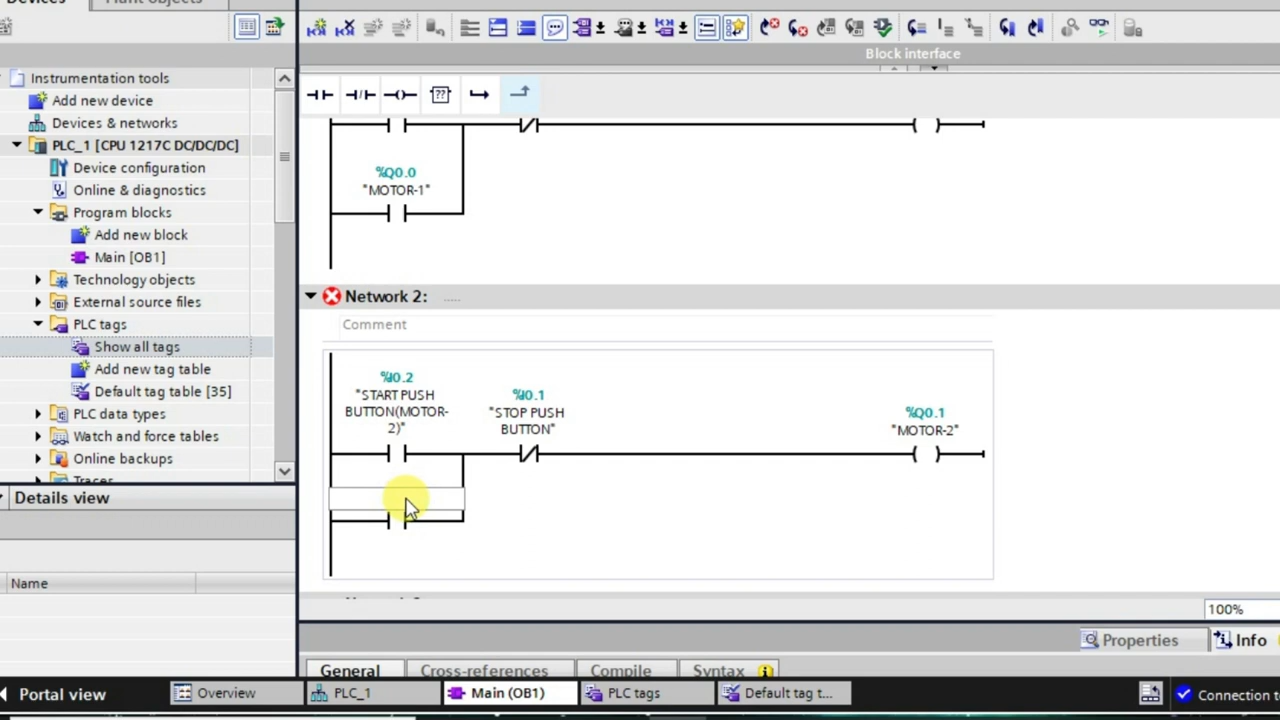 Devices
Plant objects
Block interface
Instrumentation tools
Add new device
Devices & networks
PLC_1 [CPU 1217C DC/DC/DC]
Device configuration
Online & diagnostics
Program blocks
Add new block
Main [OB1]
Technology objects
External source files
PLC tags
Show all tags
Add new tag table
Default tag table [35]
PLC data types
Watch and force tables
Online backups
Traces
Details view
Name
??
%Q0.0
"MOTOR-1"
Network 2: .....
Comment
%I0.2
"START PUSH
BUTTON(MOTOR-
2)"
%I0.1
"STOP PUSH
BUTTON"
%Q0.1
"MOTOR-2"
100%
Properties
Info
General
Cross-references
Compile
Syntax
Portal view
Overview
PLC_1
Main (OB1)
PLC tags
Default tag t...
Connection to